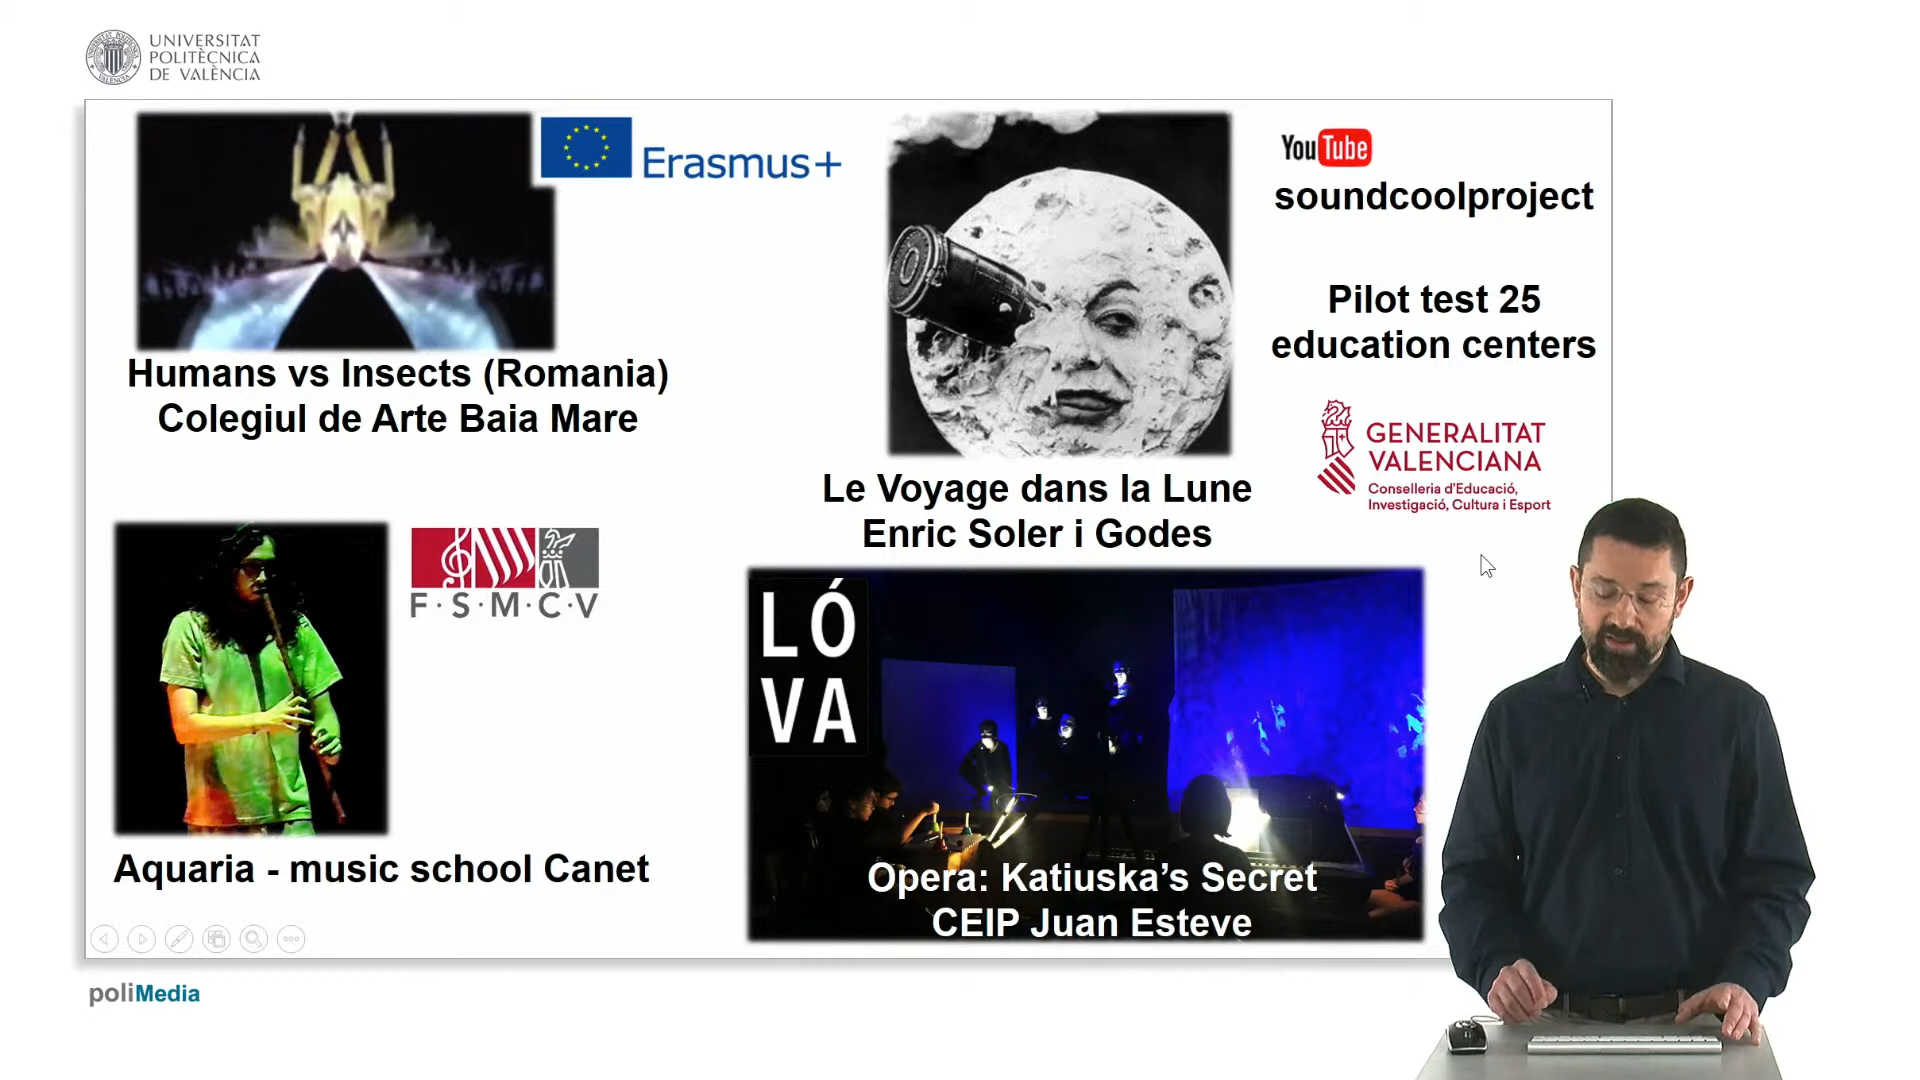 UNIVERSITAT
POLITÈCNICA
DE VALÈNCIA
Erasmus+
Humans vs Insects (Romania)
Colegiul de Arte Baia Mare
Le Voyage dans la Lune
Enric Soler i Godes
YouTube
soundcoolproject
Pilot test 25
education centers
GENERALITAT
VALENCIANA
Conselleria d'Educació,
Investigació, Cultura i Esport
F·S·M·C·V
Aquaria - music school Canet
LÓ
VA
Opera: Katiuska’s Secret
CEIP Juan Esteve
poliMedia